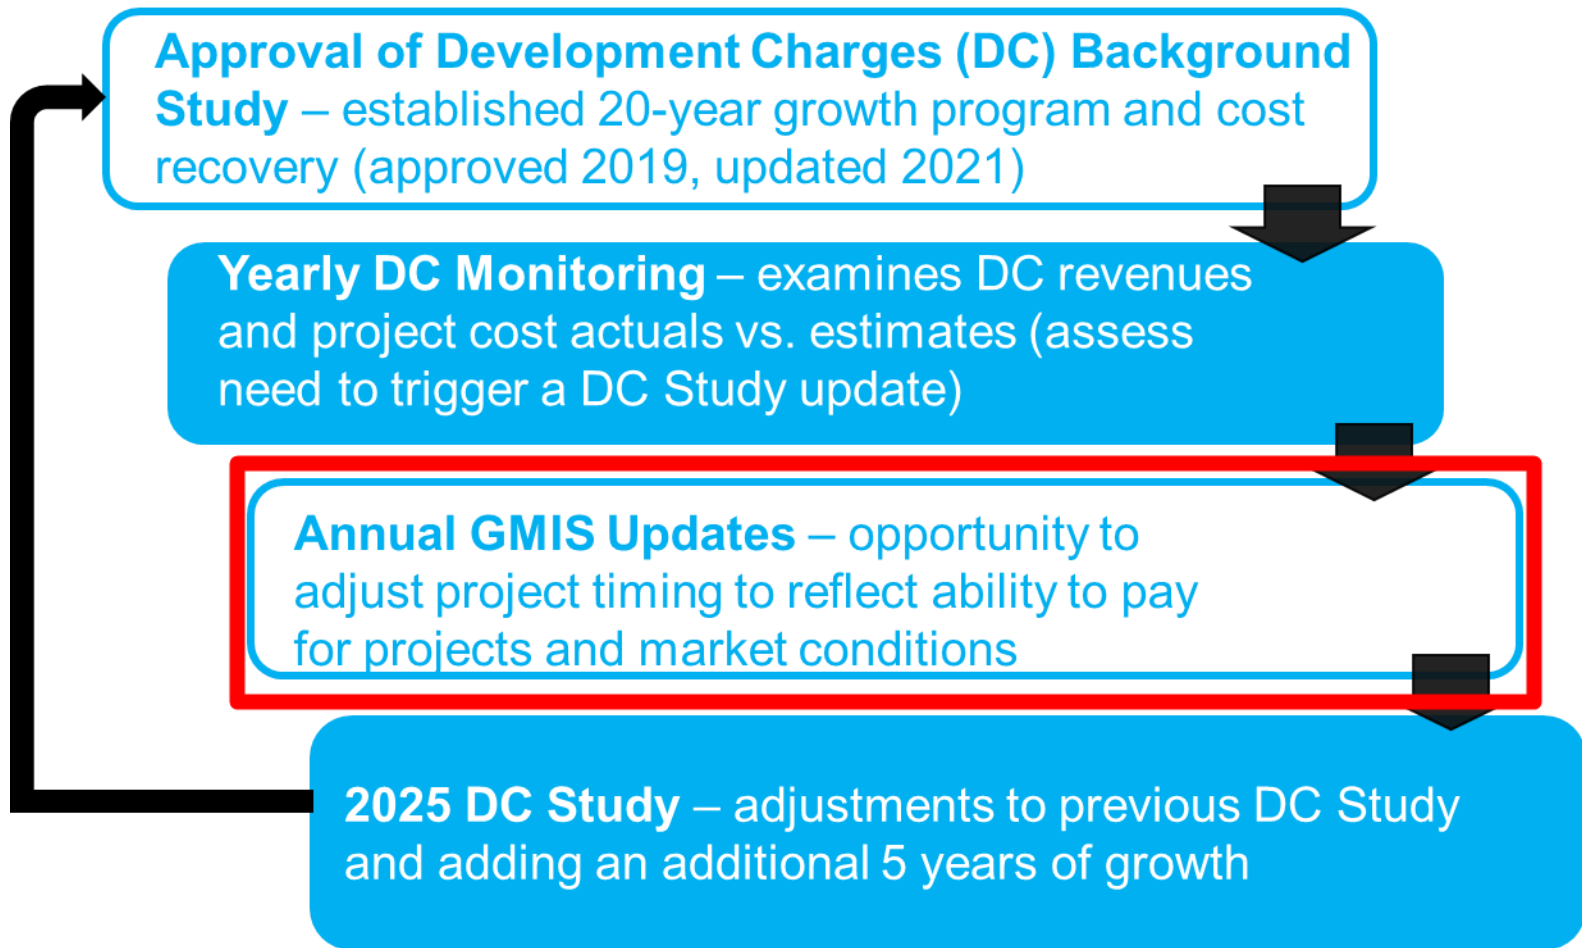 Approval of Development Charges (DC) Background
Study – established 20-year growth program and cost
recovery (approved 2019, updated 2021)
Yearly DC Monitoring – examines DC revenues
and project cost actuals vs. estimates (assess
need to trigger a DC Study update)
Annual GMIS Updates – opportunity to
adjust project timing to reflect ability to pay
for projects and market conditions
2025 DC Study – adjustments to previous DC Study
and adding an additional 5 years of growth